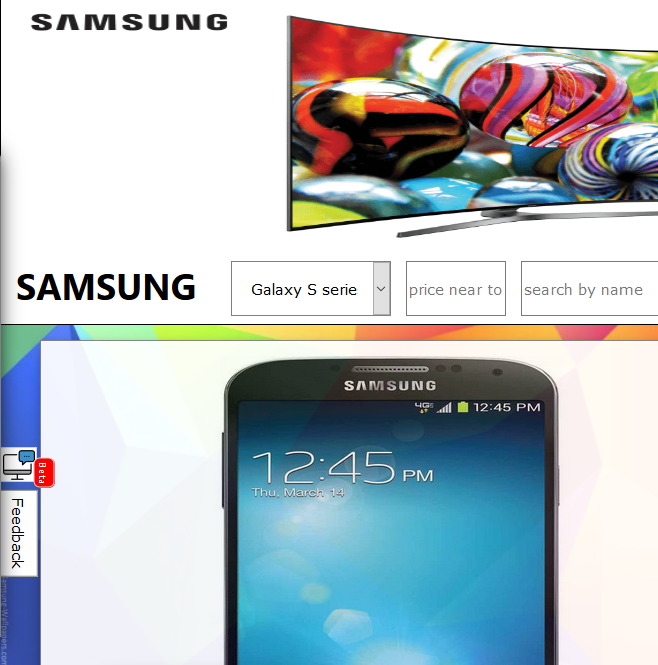 SAMSUNG
SAMSUNG
Galaxy S serie
price near to
search by name
SAMSUNG
4G
12:45 PM
12:45 PM
Thu, March 14
Beta
Feedback